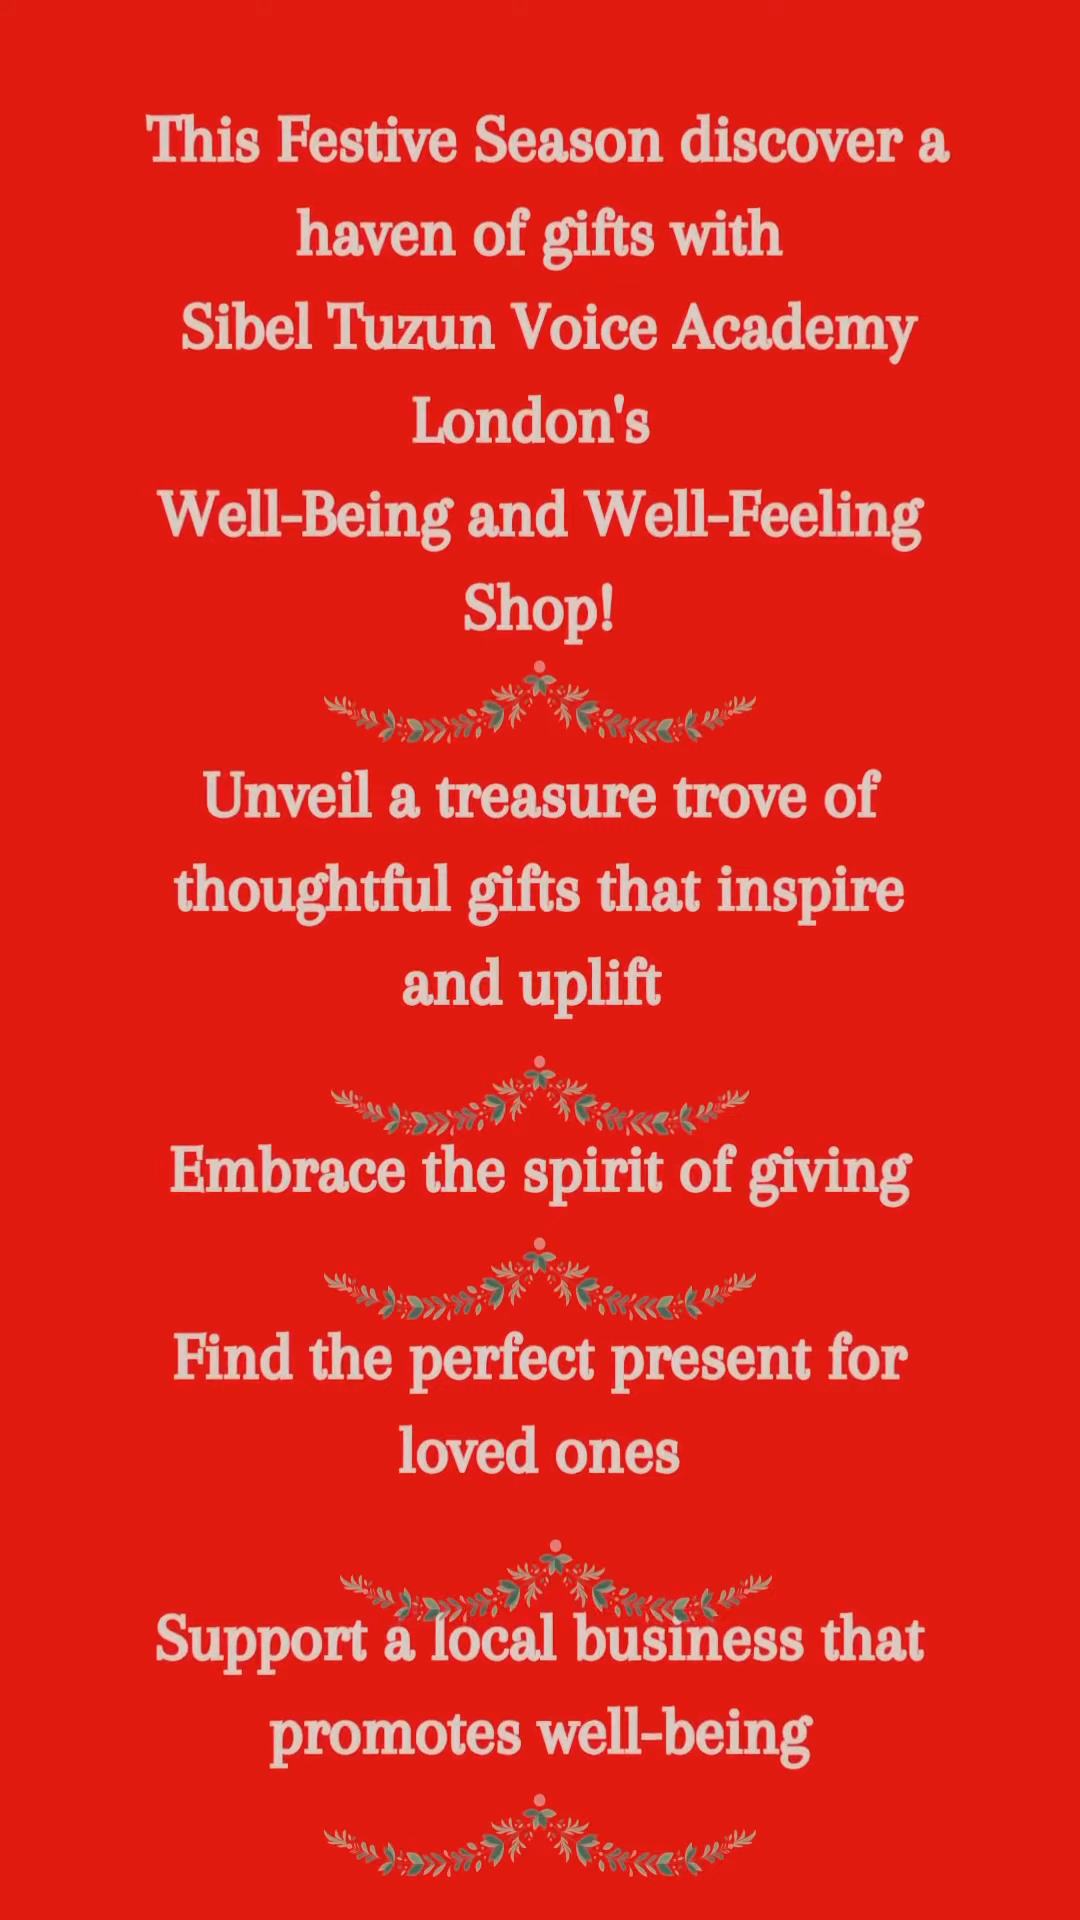 This Festive Season discover a
haven of gifts with
Sibel Tuzun Voice Academy
London's
Well-Being and Well-Feeling
Shop!
Unveil a treasure trove of
thoughtful gifts that inspire
and uplift
Embrace the spirit of giving
Find the perfect present for
loved ones
Support a local business that
promotes well-being